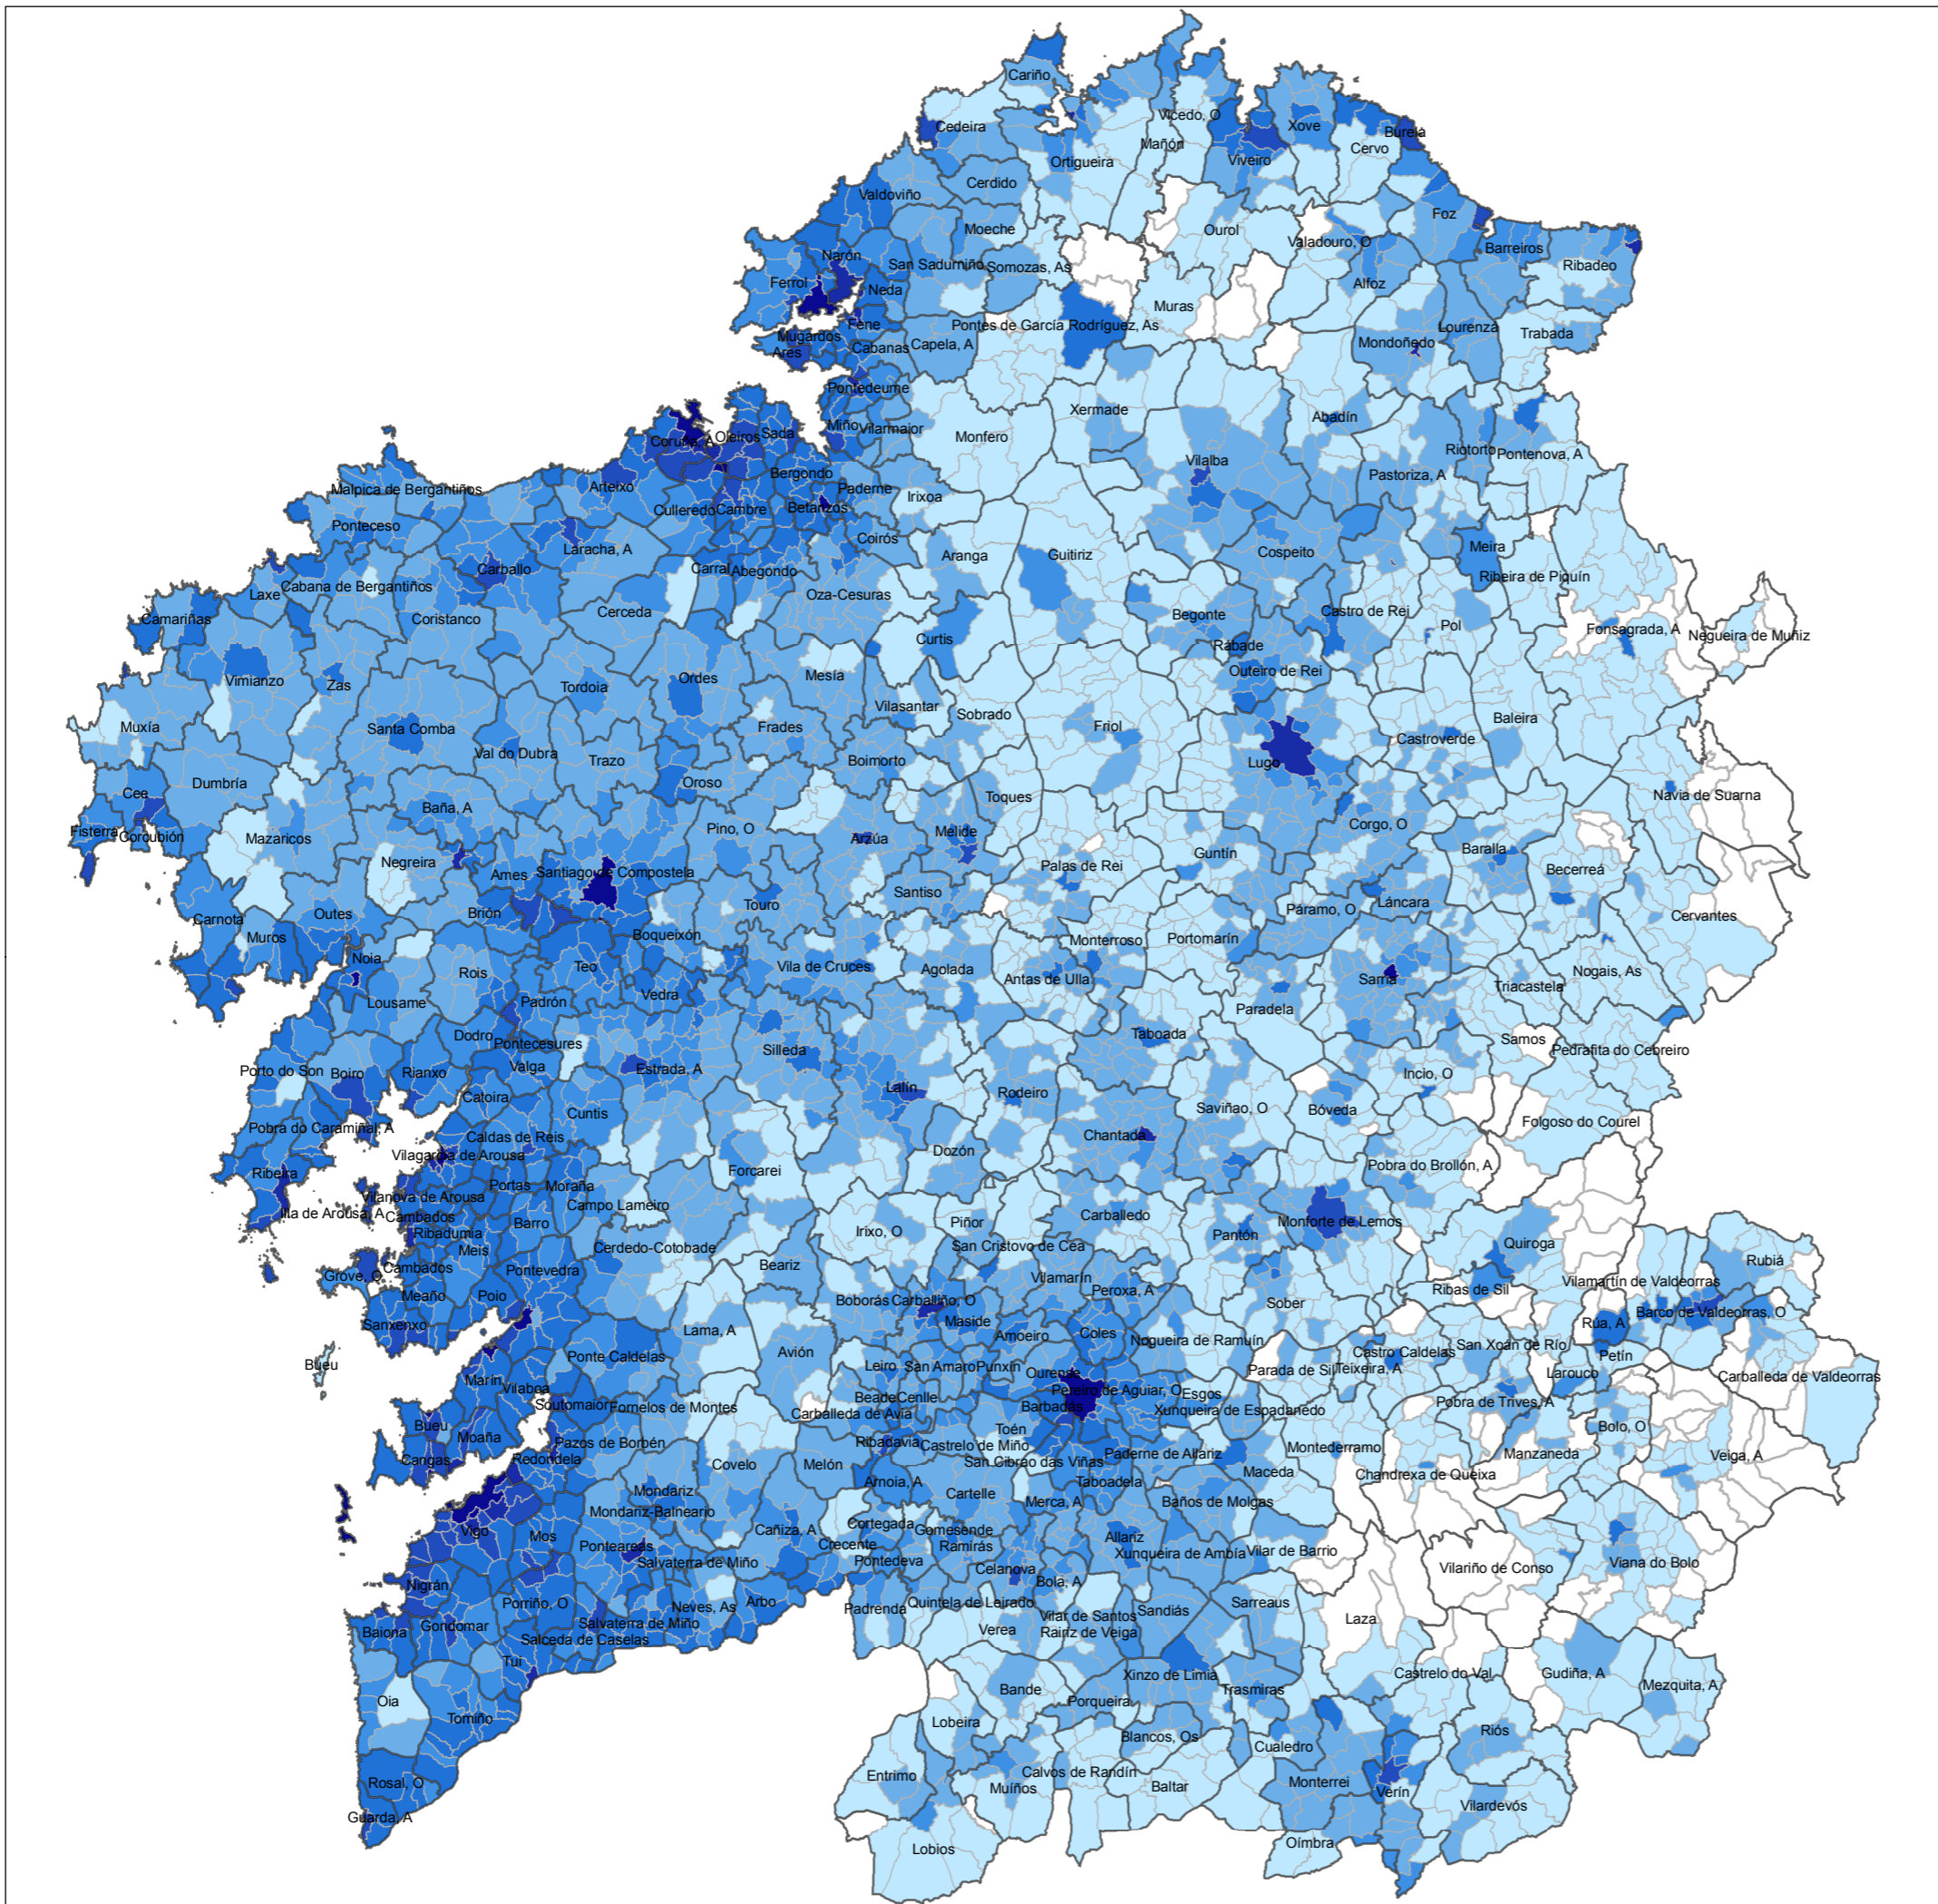 Cariño
Cedeira
Vicedo, O
Mañón
Xove
Burela
Cervo
Ortigueira
Viveiro
Cerdido
Valdoviño
Moeche
Ourol
Valadouro, O
Foz
Barreiros
Ribadeo
Narón
San Sadurniño
Somozas, As
Ferrol
Neda
Alfoz
Muras
Fene
Pontes de García Rodríguez, As
Lourenzá
Trabada
Mugardos
Cabanas
Capela, A
Mondoñedo
Ares
Pontedeume
Xermade
Abadín
Miño
Vilarmaior
Monfero
Coruña, A
Oleiros
Sada
Riotorto
Pontenova, A
Vilalba
Bergondo
Pastoriza, A
Malpica de Bergantiños
Arteixo
Paderne
Irixoa
Culleredo
Cambre
Betanzos
Ponteceso
Coirós
Laracha, A
Aranga
Guitiriz
Cospeito
Meira
Carballo
Carral
Abegondo
Ribeira de Piquín
Cabana de Bergantiños
Laxe
Oza-Cesuras
Camariñas
Coristanco
Cerceda
Begonte
Castro de Rei
Pol
Fonsagrada, A
Negueira de Muñiz
Curtis
Rábade
Vimianzo
Zas
Tordoia
Ordes
Mesía
Outeiro de Rei
Vilasantar
Sobrado
Muxía
Santa Comba
Frades
Friol
Baleira
Castroverde
Val do Dubra
Trazo
Boimorto
Lugo
Dumbría
Oroso
Cee
Toques
Navia de Suarna
Baña, A
Fisterra
Corcubión
Mazaricos
Pino, O
Arzúa
Melide
Corgo, O
Negreira
Ames
Santiago de Compostela
Palas de Rei
Guntín
Baralla
Becerreá
Santiso
Touro
Carnota
Outes
Brión
Páramo, O
Láncara
Cervantes
Muros
Boqueixón
Monterroso
Portomarín
Noia
Rois
Teo
Vila de Cruces
Agolada
Antas de Ulla
Sarria
Nogais, As
Triacastela
Lousame
Padrón
Vedra
Paradela
Dodro
Pontecesures
Taboada
Samos
Pedrafita do Cebreiro
Silleda
Porto do Son
Boiro
Rianxo
Valga
Estrada, A
Incio, O
Lalín
Rodeiro
Catoira
Cuntis
Saviñao, O
Bóveda
Folgoso do Courel
Pobra do Caramiñal, A
Caldas de Reis
Chantada
Vilagarcía de Arousa
Dozón
Pobra do Brollón, A
Ribeira
Forcarei
Portas
Moraña
Vilanova de Arousa
Campo Lameiro
Illa de Arousa, A
Cambados
Barro
Carballedo
Monforte de Lemos
Ribadumia
Irixo, O
Piñor
Pantón
Meis
Cerdedo-Cotobade
San Cristovo de Cea
Quiroga
Cambados
Pontevedra
Beariz
Rubiá
Grove, O
Vilamarín
Vilamartín de Valdeorras
Meaño
Poio
Peroxa, A
Ribas de Sil
Boborás
Carballiño, O
Sober
Barco de Valdeorras, O
Sanxenxo
Maside
Rúa, A
Lama, A
Amoeiro
Coles
Nogueira de Ramuín
San Xoán de Río
Avión
Castro Caldelas
Petín
Bueu
Ponte Caldelas
Leiro
San Amaro
Punxín
Parada de Sil
Teixeira, A
Larouco
Carballeda de Valdeorras
Marín
Ourense
Vilaboa
Pereiro de Aguiar, O
Esgos
Beade
Cenlle
Pobra de Trives, A
Soutomaior
Fornelos de Montes
Barbadás
Xunqueira de Espadanedo
Carballeda de Avia
Bueu
Toén
Bolo, O
Moaña
Pazos de Borbén
Ribadavia
Castrelo de Miño
Montederramo
Manzaneda
Veiga, A
Cangas
Redondela
Covelo
Melón
San Cibrao das Viñas
Paderne de Allariz
Maceda
Chandrexa de Queixa
Arnoia, A
Taboadela
Mondariz
Cartelle
Merca, A
Baños de Molgas
Mondariz-Balneario
Vigo
Mos
Cañiza, A
Cortegada
Gomesende
Allariz
Ponteareas
Crecente
Ramirás
Xunqueira de Ambía
Vilar de Barrio
Salvaterra de Miño
Pontedeva
Celanova
Vilariño de Conso
Viana do Bolo
Nigrán
Bola, A
Porriño, O
Neves, As
Arbo
Padrenda
Quintela de Leirado
Sandiás
Sarreaus
Baiona
Gondomar
Salvaterra de Miño
Vilar de Santos
Laza
Salceda de Caselas
Verea
Rairiz de Veiga
Tui
Xinzo de Limia
Castrelo do Val
Gudiña, A
Mezquita, A
Oia
Bande
Trasmiras
Porqueira
Tomiño
Lobeira
Riós
Blancos, Os
Cualedro
Rosal, O
Entrimo
Muíños
Calvos de Randín
Baltar
Monterrei
Verín
Vilardevós
Guarda, A
Lobios
Oímbra